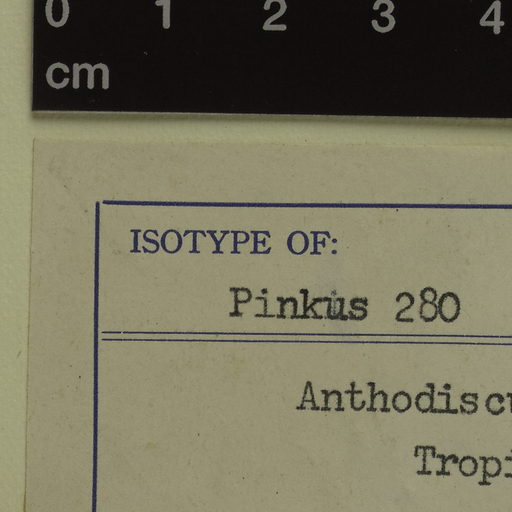 0 1 2 3 4
cm
ISOTYPE OF:
Pinkus 280